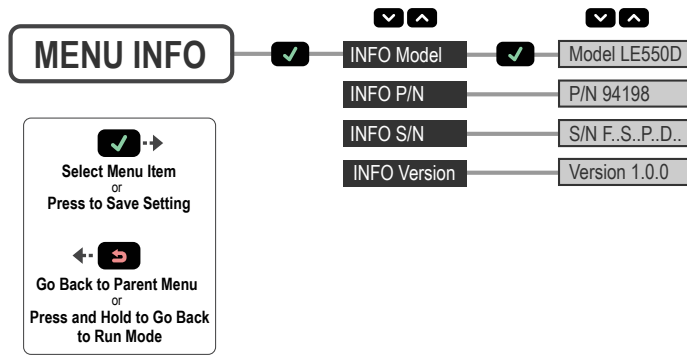 MENU INFO
INFO Model
Model LE550D
INFO P/N
P/N 94198
INFO S/N
S/N F..S..P..D..
INFO Version
Version 1.0.0
Select Menu Item
or
Press to Save Setting
Go Back to Parent Menu
or
Press and Hold to Go Back
to Run Mode